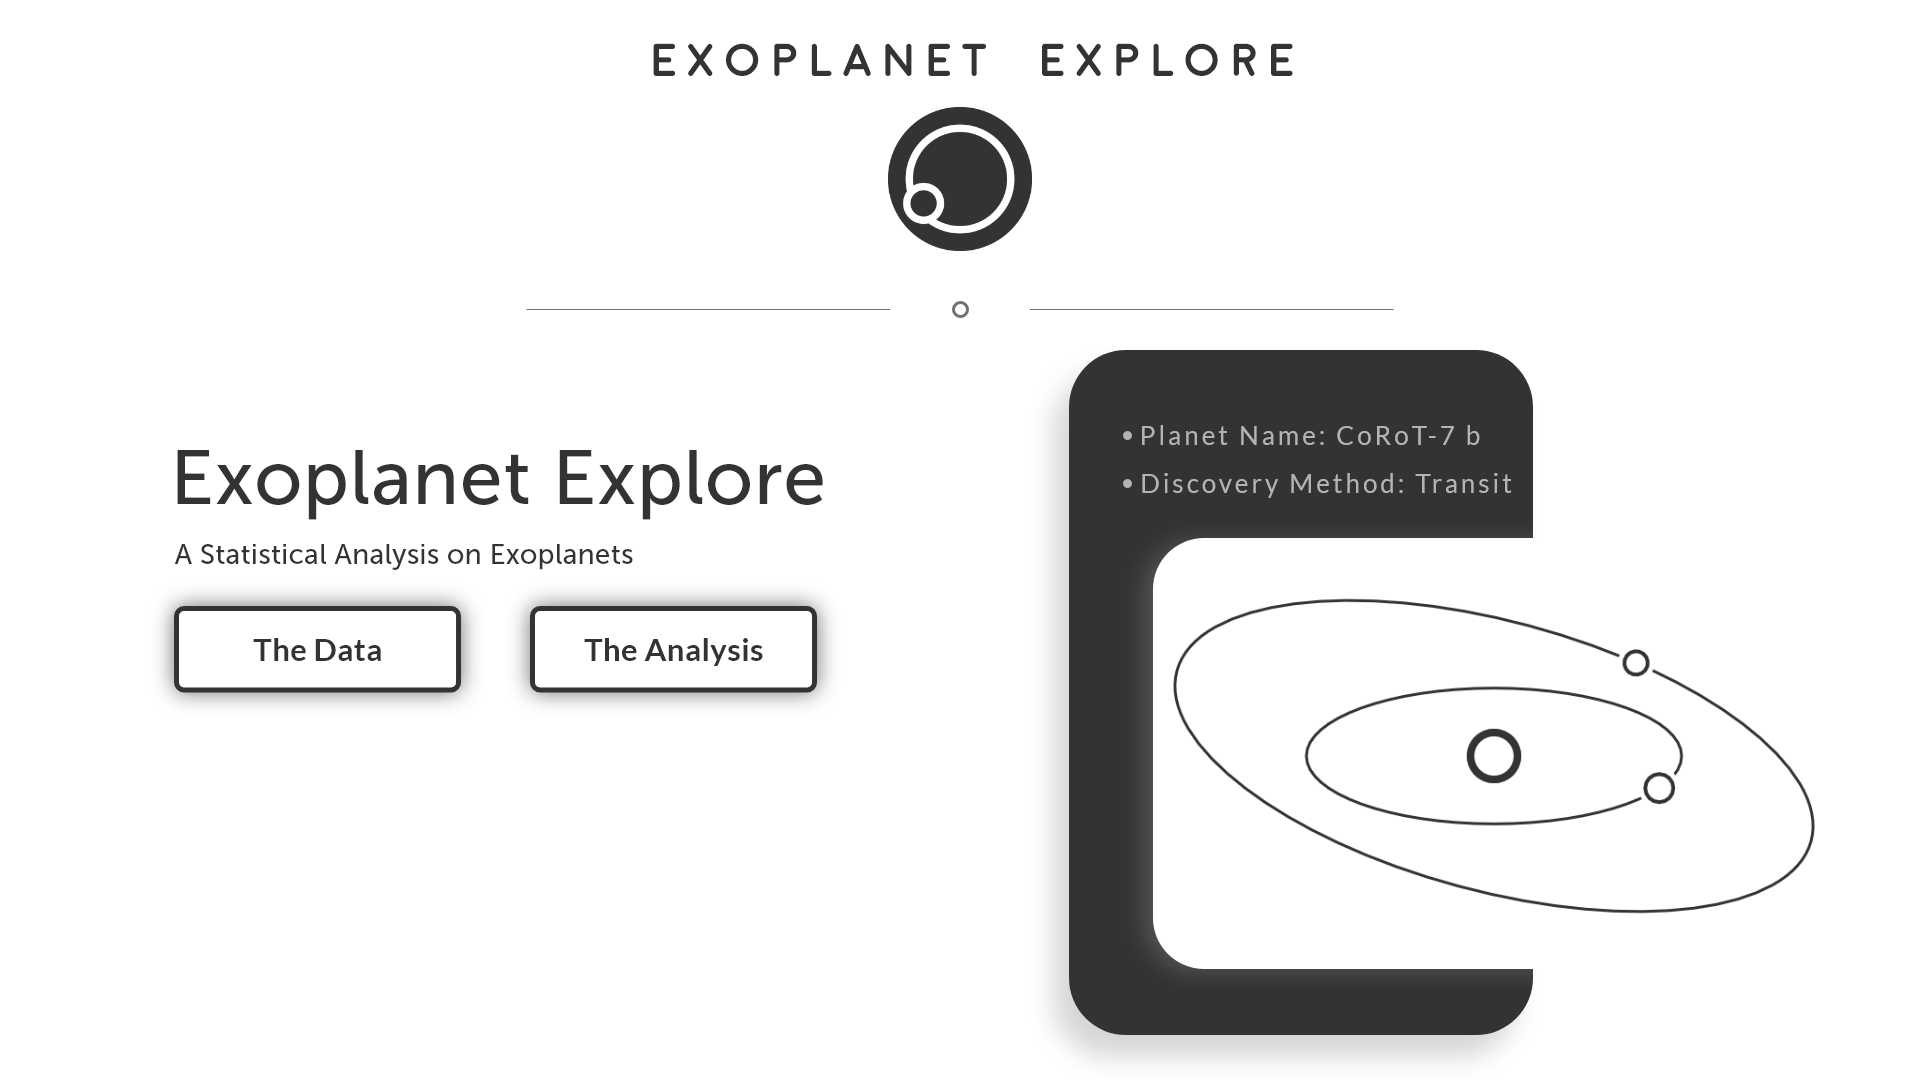 EXOPLANET EXPLORE
Exoplanet Explore
A Statistical Analysis on Exoplanets
The Data
The Analysis
• Planet Name: CoRoT-7 b
• Discovery Method: Transit